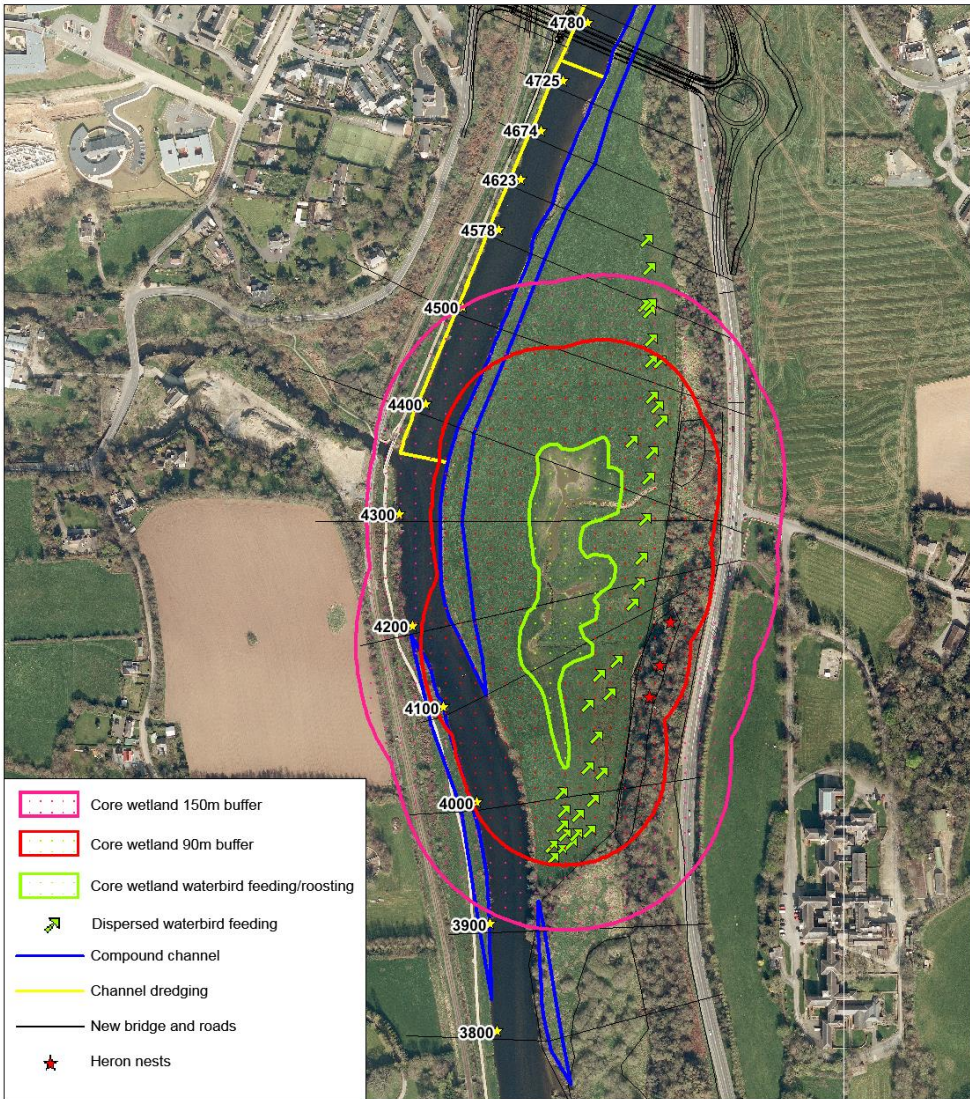 4780
4725
4674
4623
4578
4500
4400
4300
4200
4100
4000
3900
3800
Core wetland 150m buffer
Core wetland 90m buffer
Core wetland waterbird feeding/roosting
Dispersed waterbird feeding
Compound channel
Channel dredging
New bridge and roads
Heron nests